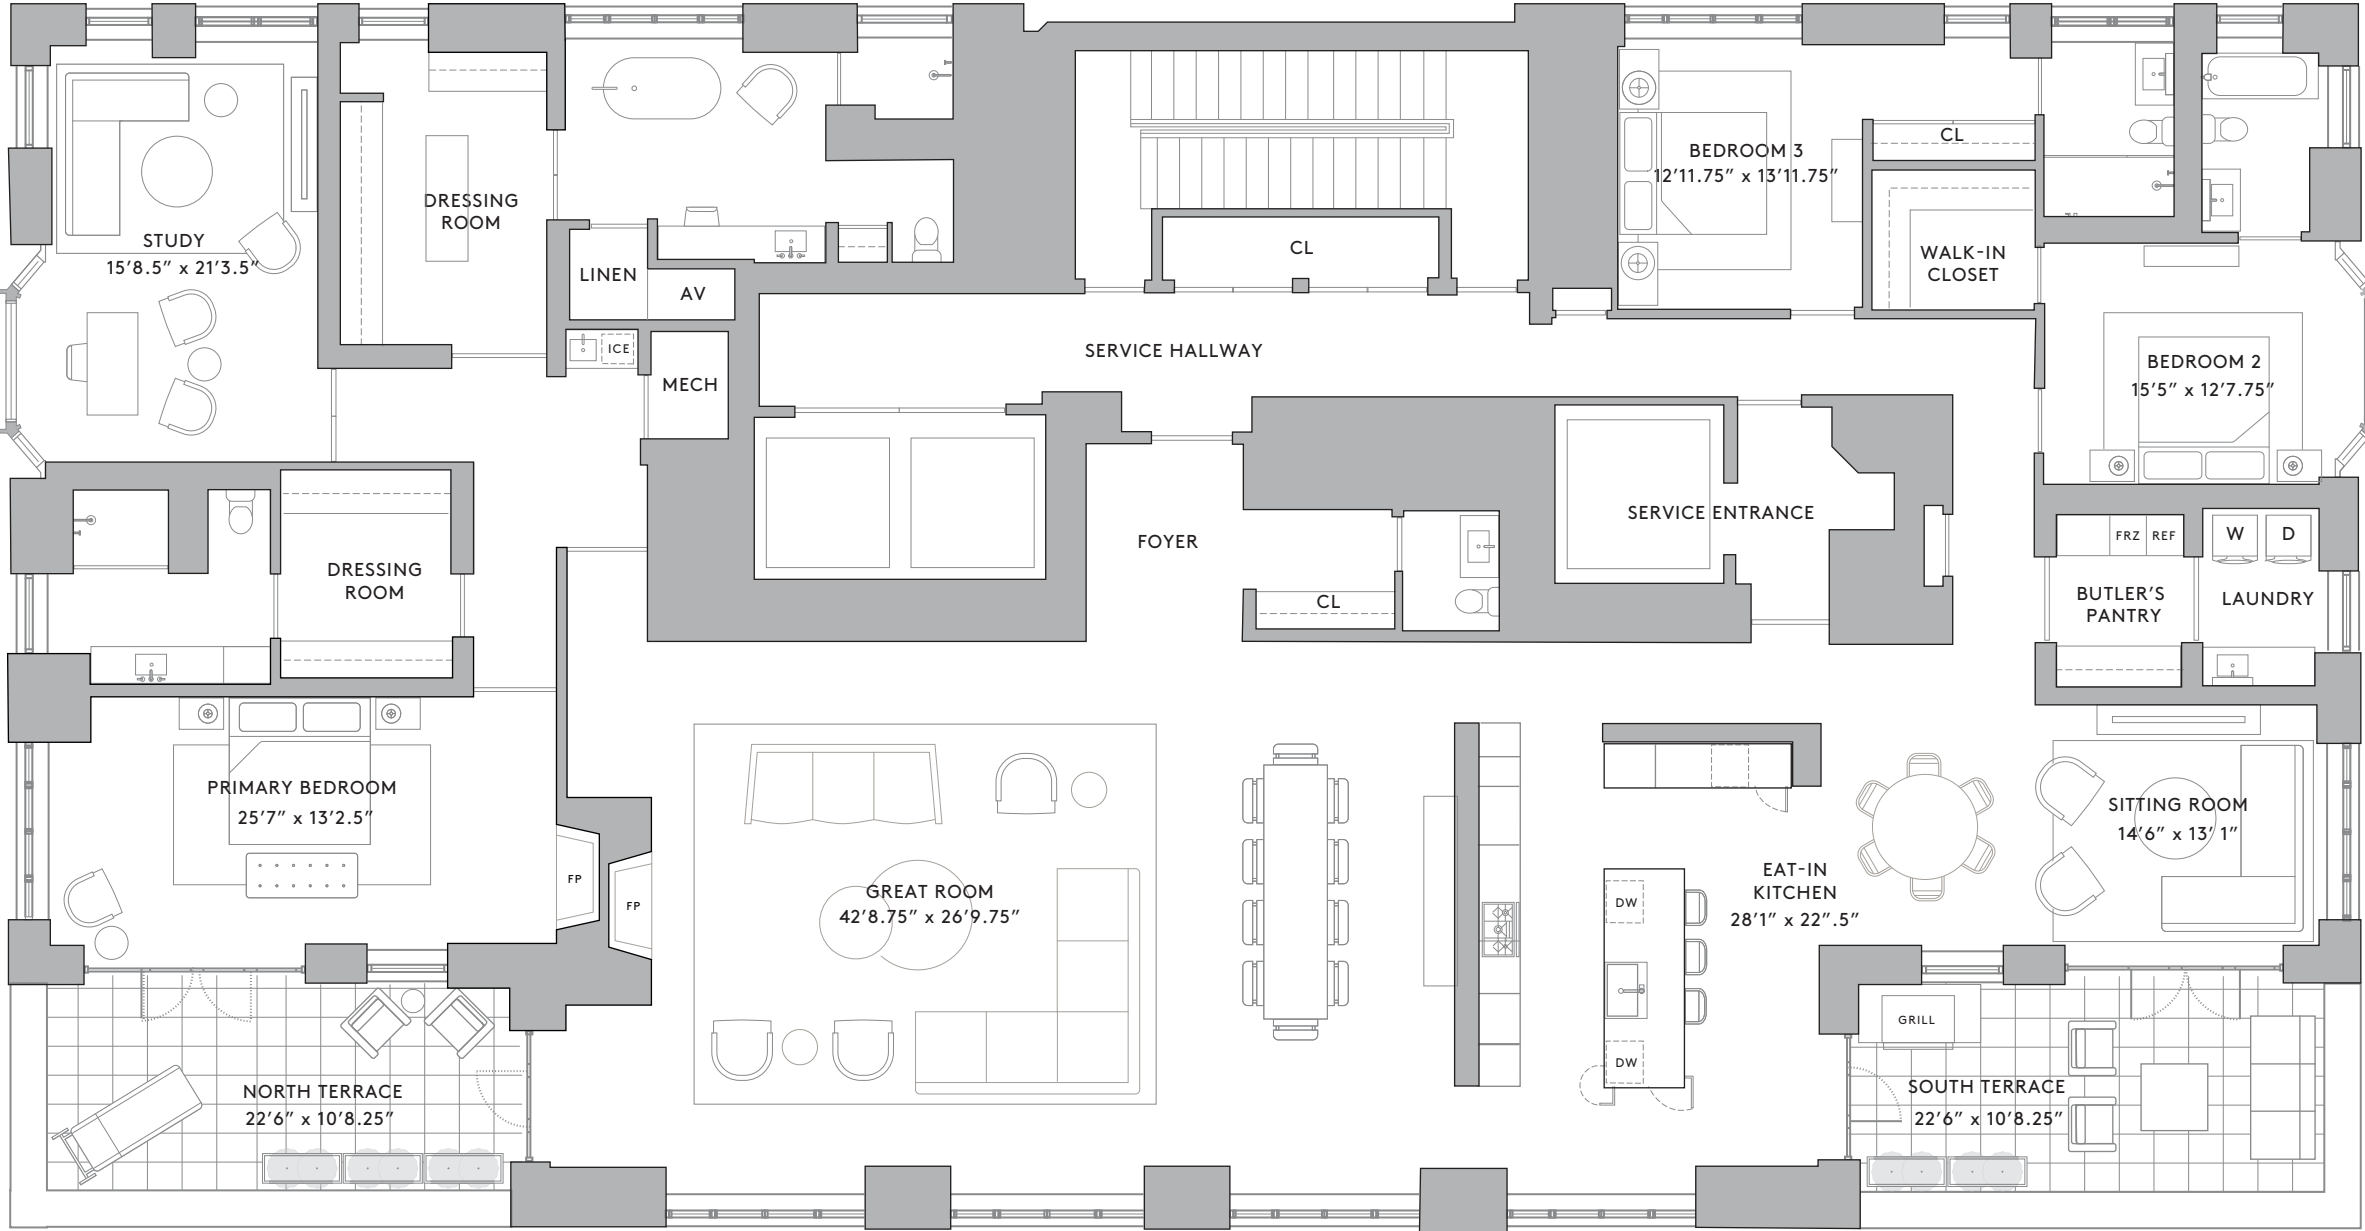 STUDY
15’8.5” x 21’3.5”
DRESSING
ROOM
LINEN
AV
ICE
MECH
CL
SERVICE HALLWAY
BEDROOM 3
12’11.75” x 13’11.75”
CL
WALK-IN
CLOSET
BEDROOM 2
15’5” x 12’7.75”
DRESSING
ROOM
FOYER
CL
SERVICE ENTRANCE
FRZ REF
BUTLER’S
PANTRY
W D
LAUNDRY
PRIMARY BEDROOM
25’7” x 13’2.5”
FP
FP
GREAT ROOM
42’8.75” x 26’9.75”
DW
DW
EAT-IN
KITCHEN
28’1” x 22”.5”
SITTING ROOM
14’6” x 13’ 1”
NORTH TERRACE
22’6” x 10’8.25”
GRILL
SOUTH TERRACE
22’6” x 10’8.25”